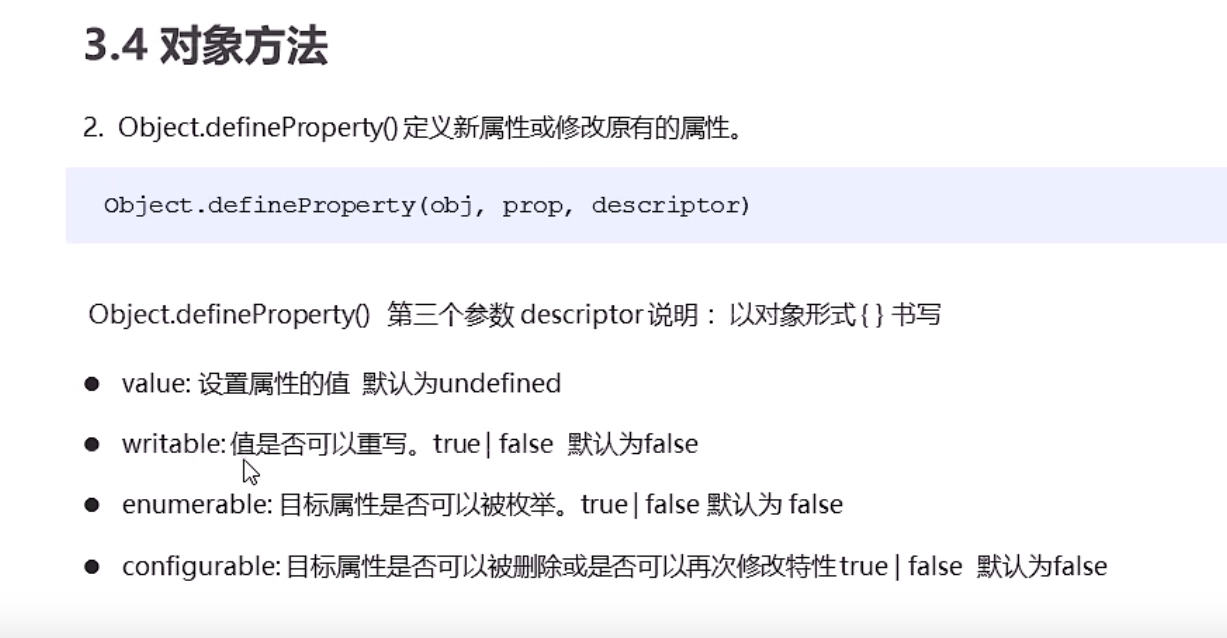 3.4 对象方法
2. Object.defineProperty() 定义新属性或修改原有的属性。
Object.defineProperty(obj, prop, descriptor)
Object.defineProperty() 第三个参数 descriptor 说明： 以对象形式 { } 书写
● value: 设置属性的值 默认为undefined
● writable: 值是否可以重写。true | false 默认为false
● enumerable: 目标属性是否可以被枚举。true | false 默认为 false
● configurable: 目标属性是否可以被删除或是否可以再次修改特性 true | false 默认为false